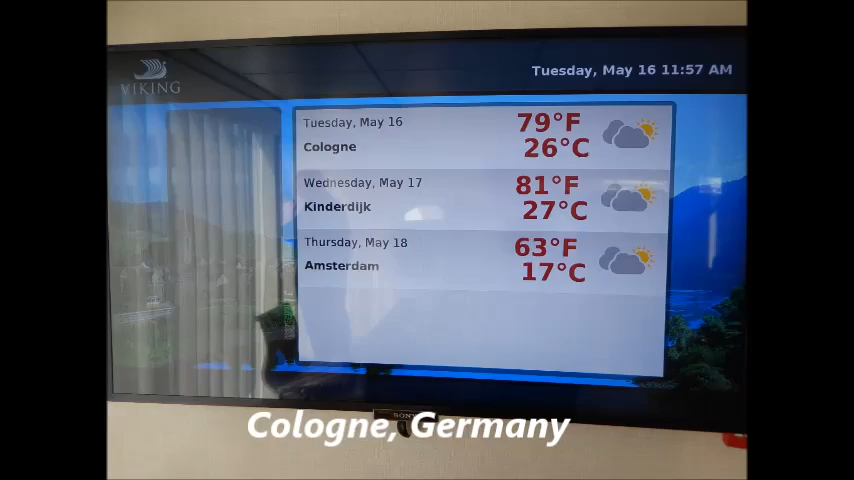 VIKING
Tuesday, May 16 11:57 AM
Tuesday, May 16
Cologne
79°F
26°C
Wednesday, May 17
Kinderdijk
81°F
27°C
Thursday, May 18
Amsterdam
63°F
17°C
SONY
Cologne, Germany